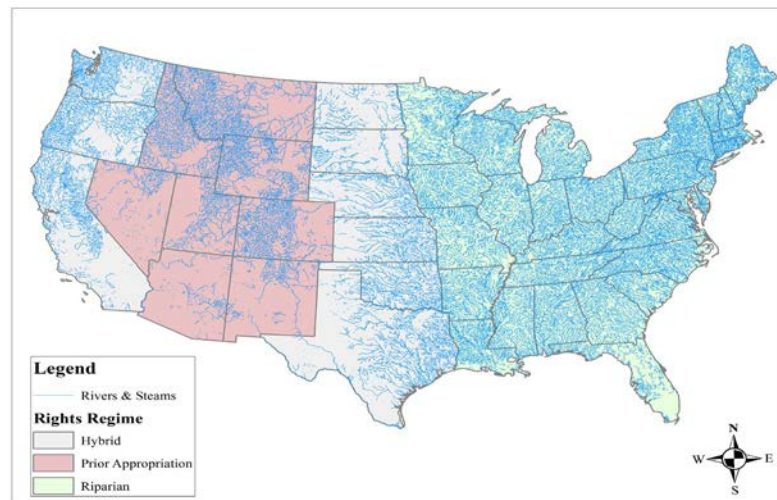 Legend
Rivers & Steams
Rights Regime
Hybrid
Prior Appropriation
Riparian
N
W E
S